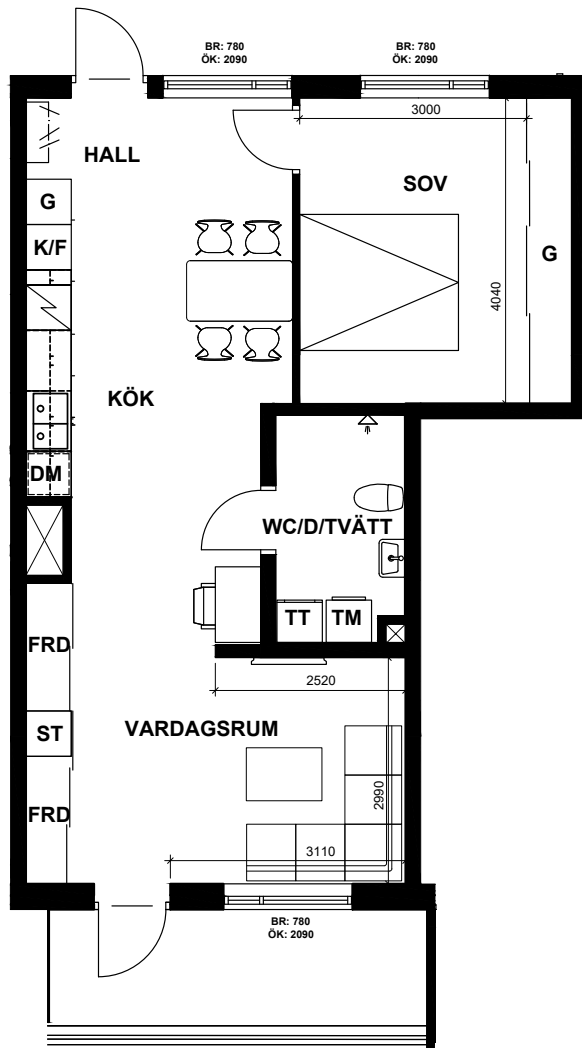 BR: 780
ÖK: 2090
BR: 780
ÖK: 2090
3000
HALL
SOV
G
K/F
G
4040
KÖK
DM
WC/D/TVÄTT
TT
TM
FRD
2520
ST
VARDAGSRUM
2990
FRD
3110
BR: 780
ÖK: 2090